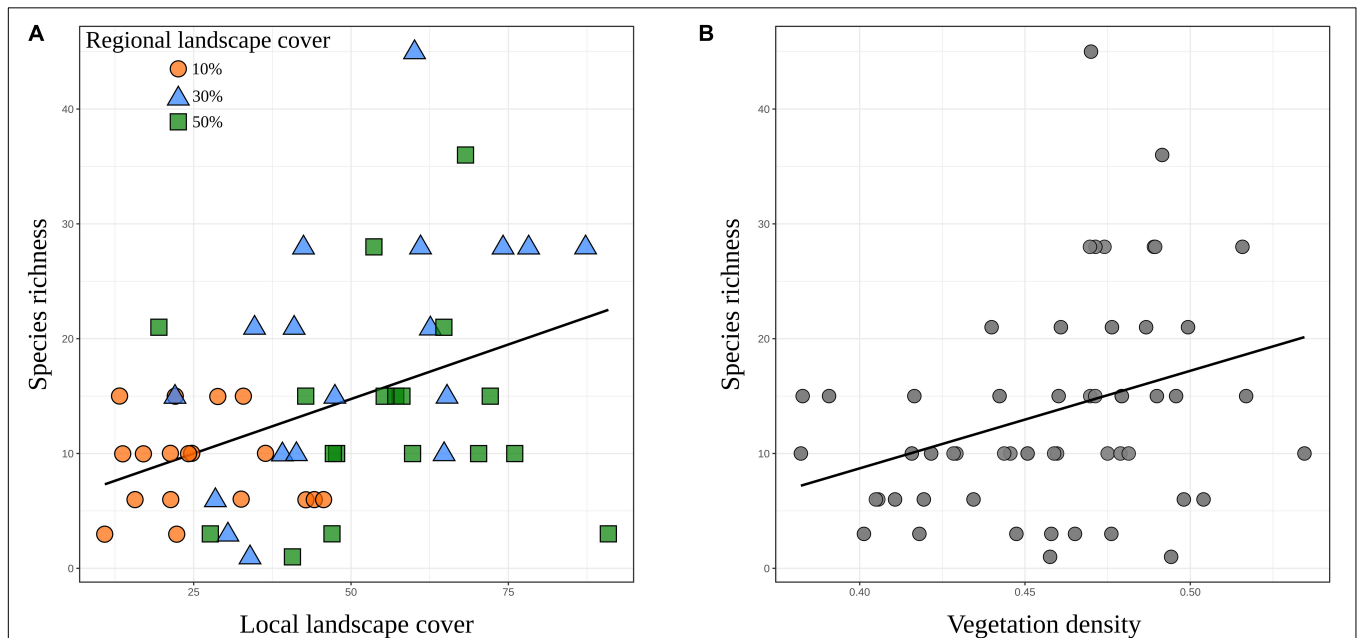 A
Regional landscape cover
10%
30%
50%
Species richness
40
30
20
10
0
25 50 75
Local landscape cover
B
Species richness
40
30
20
10
0
0.40 0.45 0.50
Vegetation density